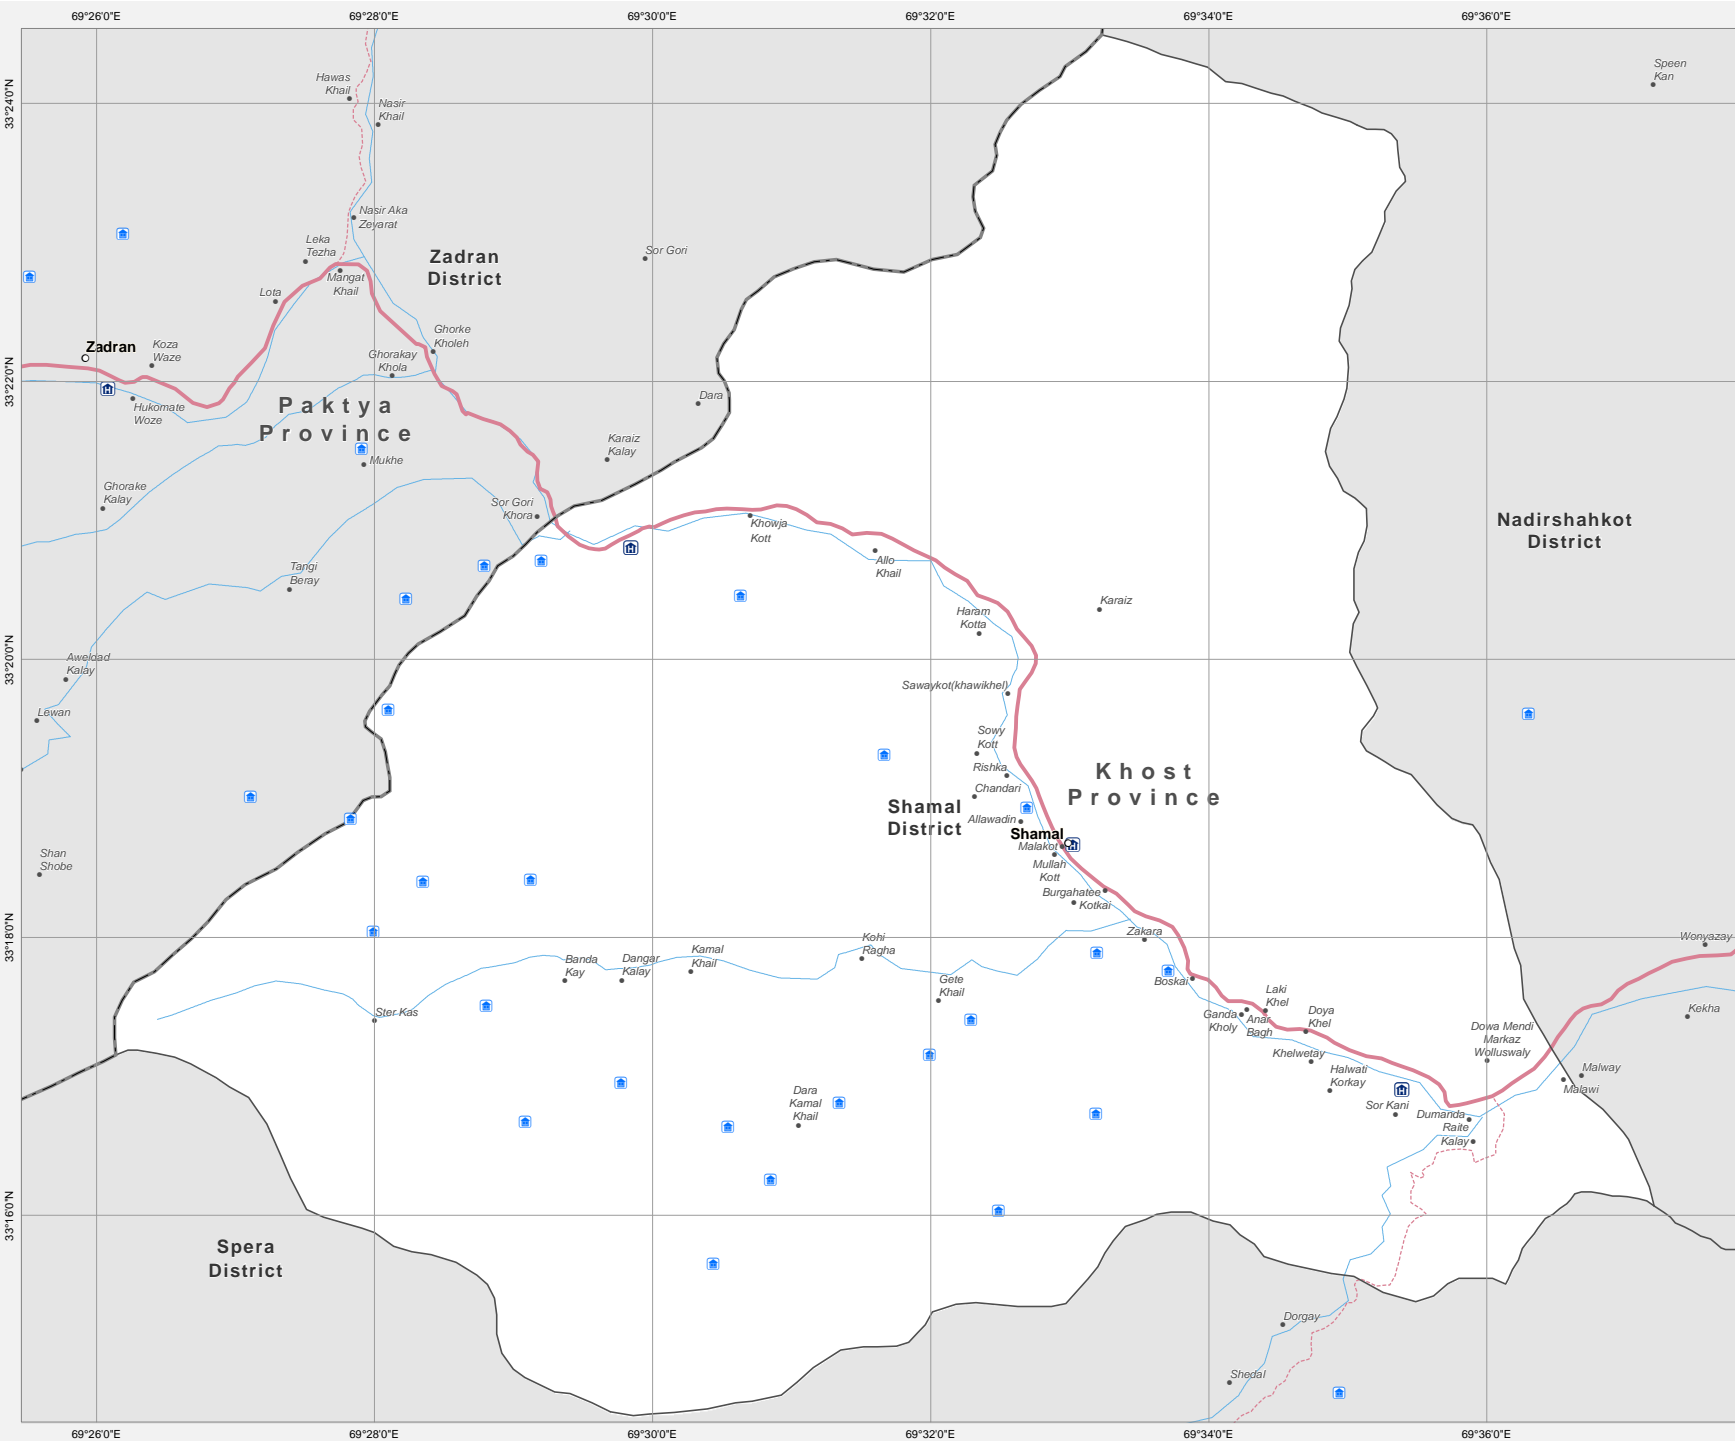 69°26'0"E
69°28'0"E
69°30'0"E
69°32'0"E
69°34'0"E
69°36'0"E
33°24'0"N
33°22'0"N
33°20'0"N
33°18'0"N
33°16'0"N
Hawas
Khail
Nasir
Khail
Speen
Kan
Nasir Aka
Zeyarat
Leka
Tezha
Zadran
District
Sor Gori
Mangat
Khail
Lota
Ghorke
Kholeh
Zadran
Koza
Waze
Ghorakay
Khola
Hukomate
Woze
Paktya
Province
Dara
Karaiz
Kalay
Mukhe
Ghorake
Kalay
Sor Gori
Khora
Khowja
Kott
Nadirshahkot
District
Allo
Khail
Tangi
Beray
Karaiz
Haram
Kotta
Aweldad
Kalay
Sawaykot(khawikhel)
Lewan
Sowy
Kott
Rishka
Khost
Province
Chandari
Shamal
District
Allawadin
Shamal
Malakot
Mullah
Kott
Shan
Shobe
Burgahatee
Kotkai
Zakara
Wonyazay
Kohi
Ragha
Kamal
Khail
Dangar
Kalay
Banda
Kay
Gete
Khail
Boskai
Laki
Khel
Ganda
Kholy
Anar
Bagh
Doya
Khel
Ster Kas
Kekha
Dowa Mendi
Markaz
Wolluswaly
Khelwetay
Halwati
Korkay
Malway
Malawi
Dara
Kamal
Khail
Sor Kani
Dumanda
Raite
Kalay
Spera
District
Dorgay
Shedal
69°26'0"E
69°28'0"E
69°30'0"E
69°32'0"E
69°34'0"E
69°36'0"E